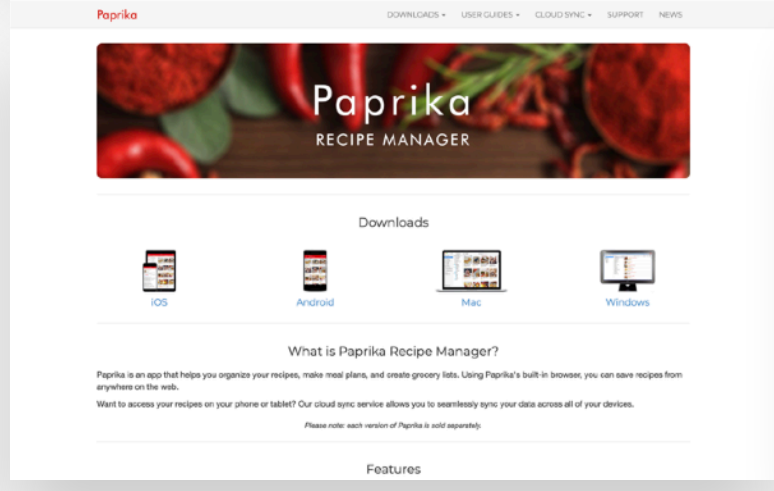 Paprika
DOWNLOADS USER GUIDES CLOUD SYNC SUPPORT NEWS
Paprika
RECIPE MANAGER
Downloads
iOS Android Mac Windows
What is Paprika Recipe Manager?
Paprika is an app that helps you organize your recipes, make meal plans, and create grocery lists. Using Paprika's built-in browser, you can save recipes from
anywhere on the web.
Want to access your recipes on your phone or tablet? Our cloud sync service allows you to seamlessly sync your data across all of your devices.
Please note: each version of Paprika is sold separately.
Features